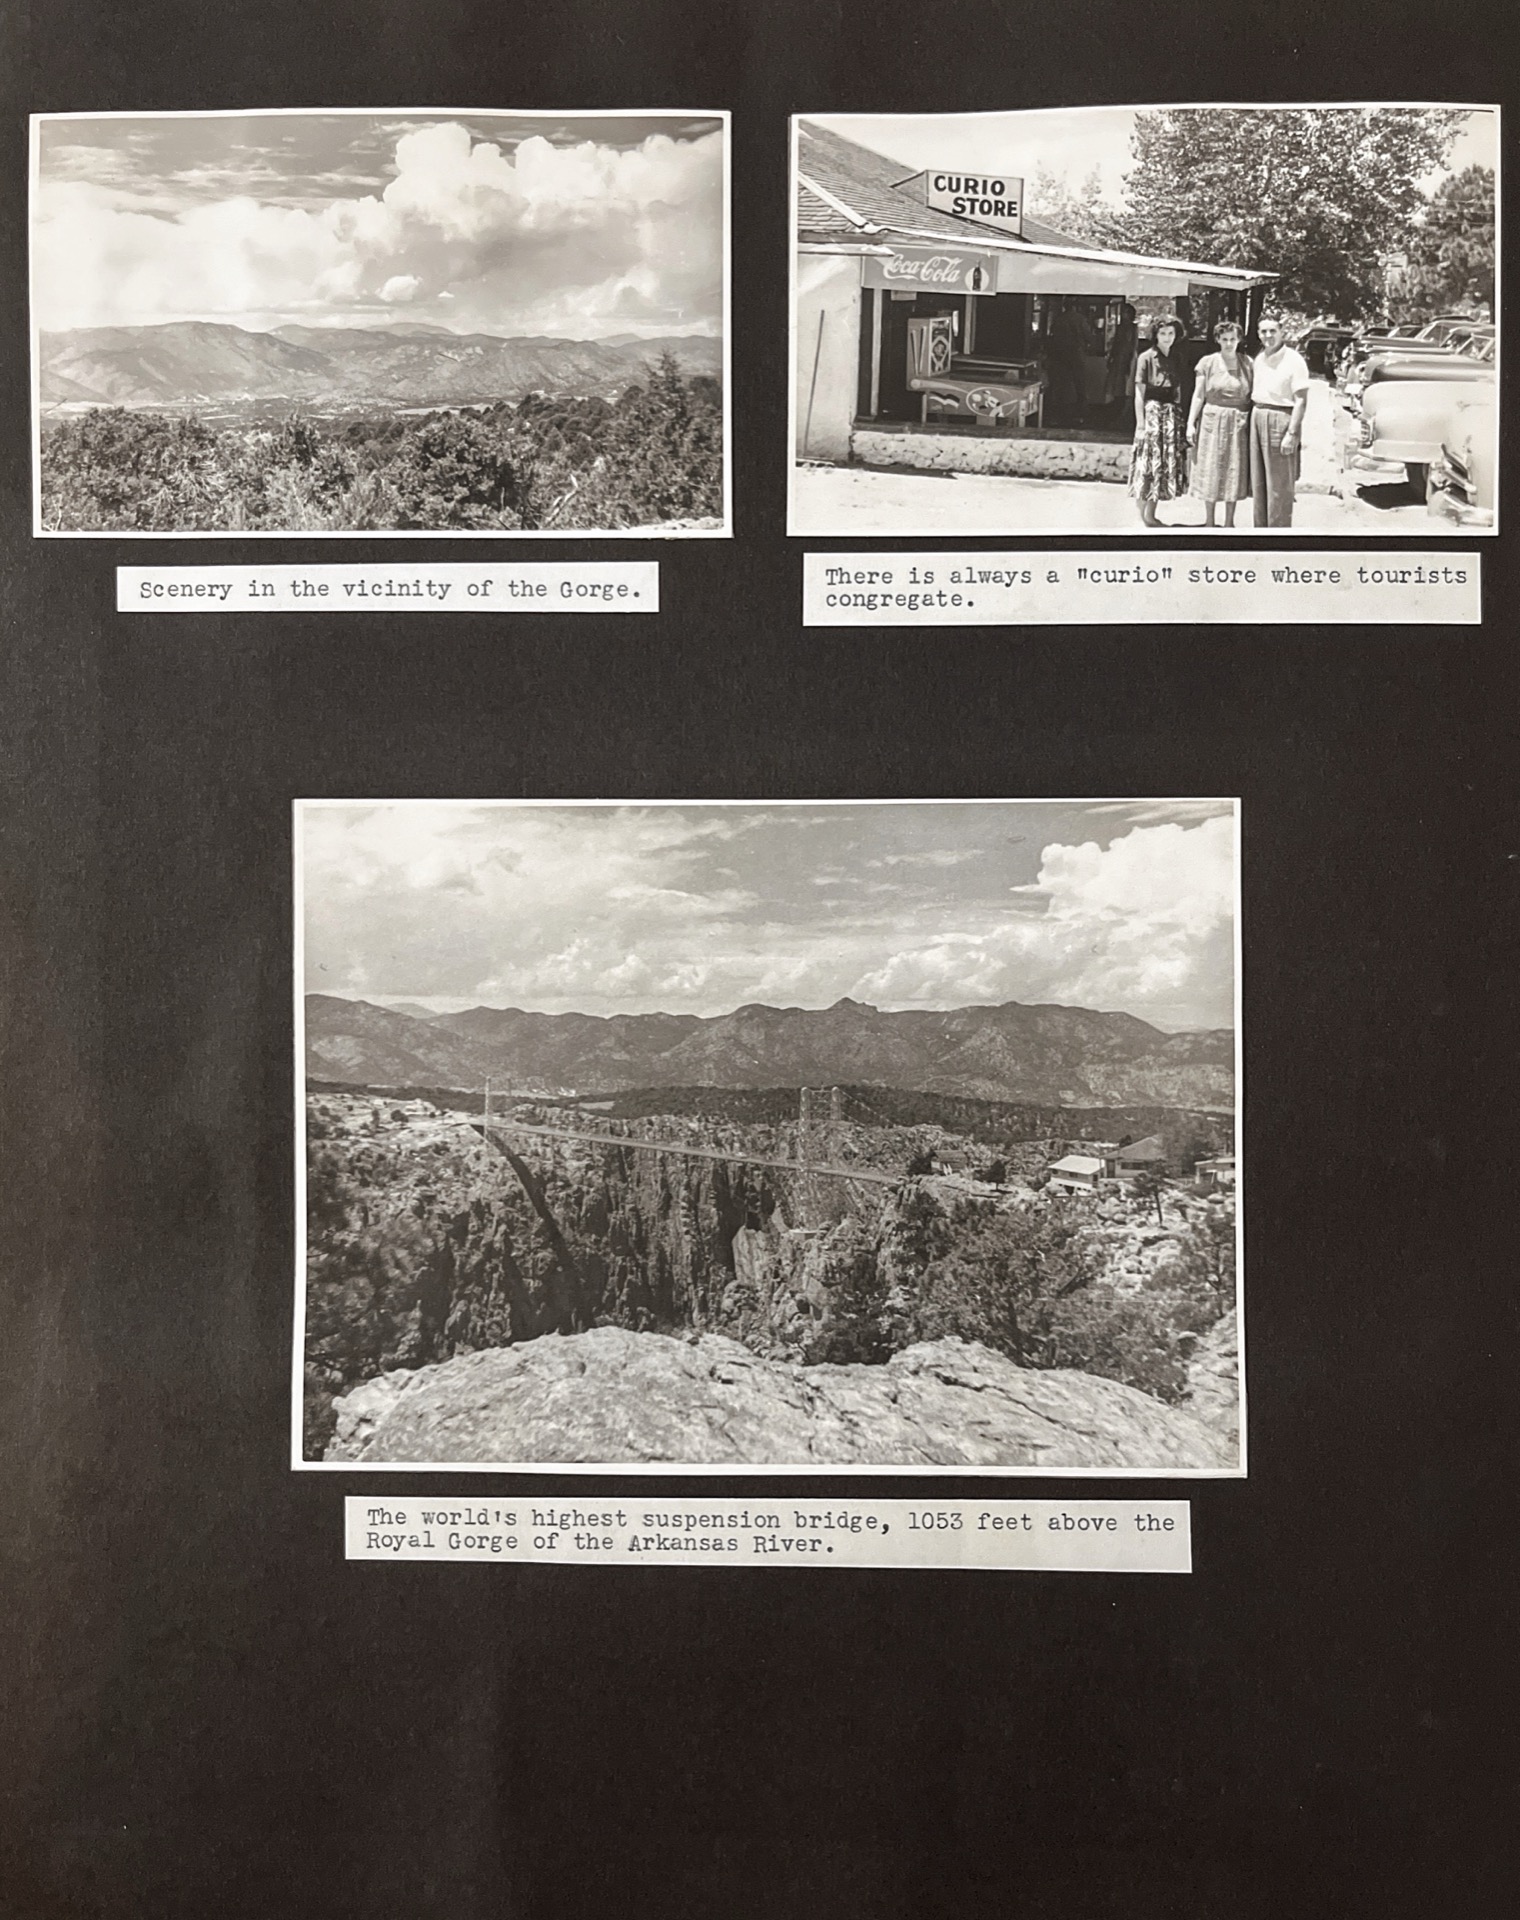 CURIO
STORE
Coca-Cola
Scenery in the vicinity of the Gorge.
There is always a "curio" store where tourists
congregate.
The world's highest suspension bridge, 1053 feet above the
Royal Gorge of the Arkansas River.